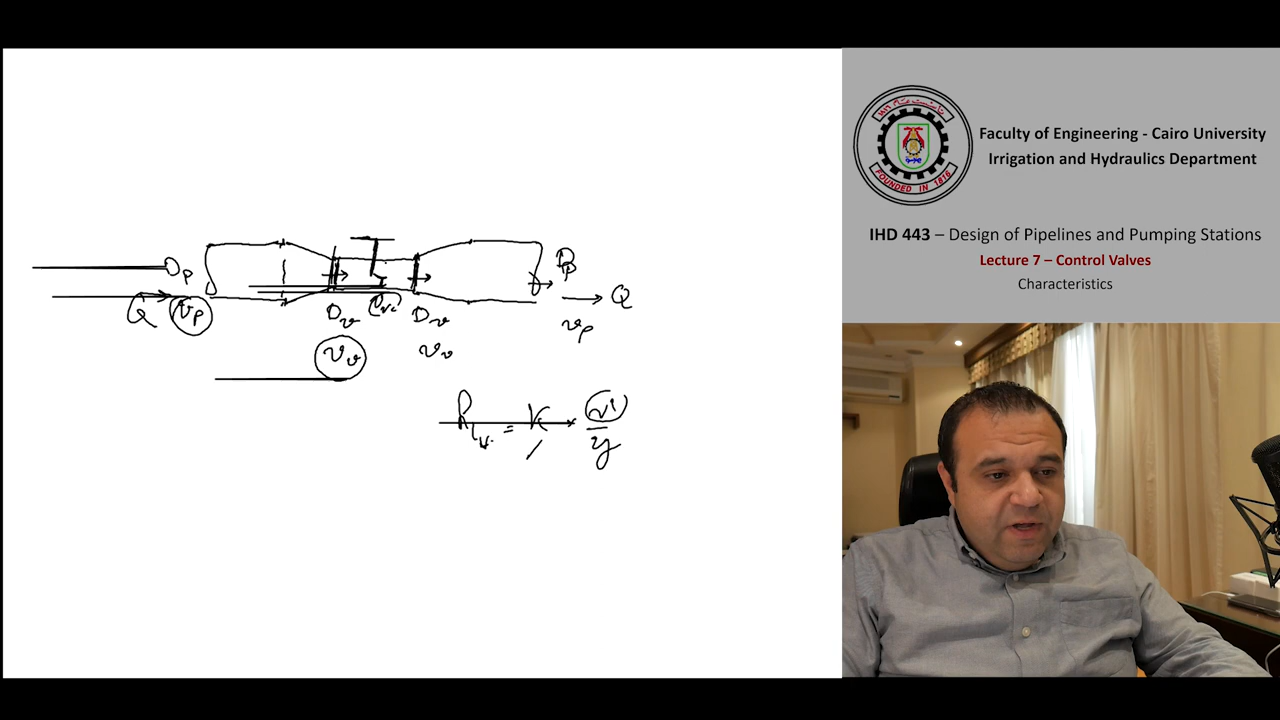 Faculty of Engineering - Cairo University
Irrigation and Hydraulics Department
FOUNDED IN 1816
IHD 443 – Design of Pipelines and Pumping Stations
Lecture 7 – Control Valves
Characteristics
Dp
Q
vp
Dv
Dv
vv
vv
Q
vp